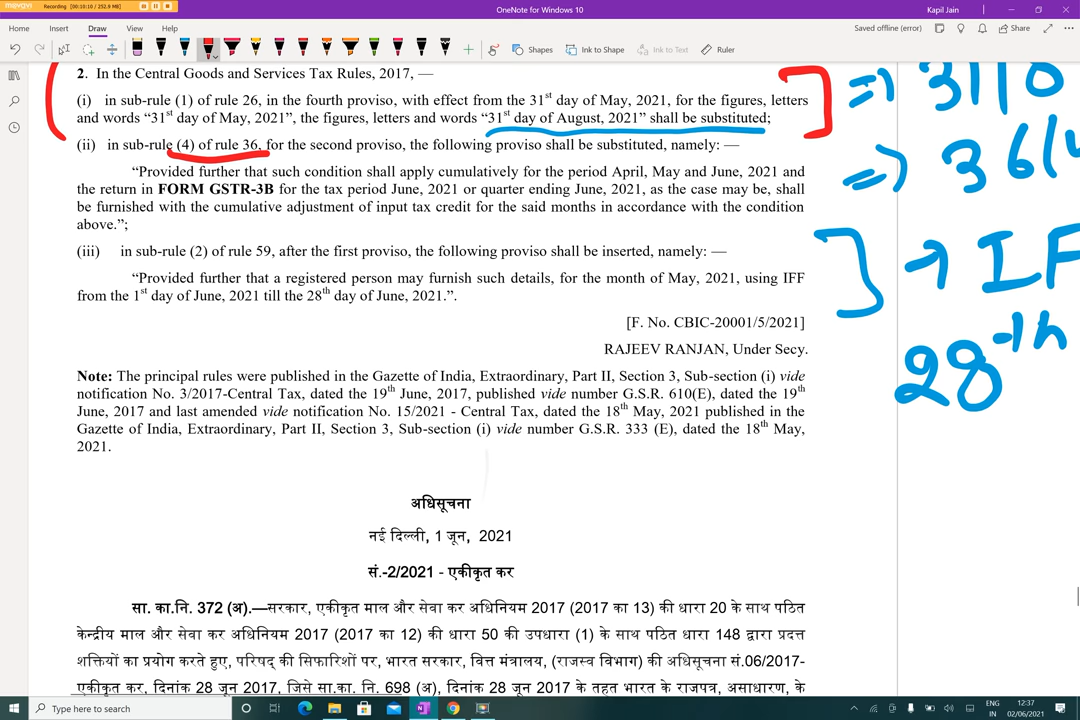 Recording [00:10:10 / 252.9 MB]
OneNote for Windows 10
Kapil Jain
Home Insert Draw View Help
Saved offline (error)
Share
Shapes
Ink to Shape
Ink to Text
Ruler
2. In the Central Goods and Services Tax Rules, 2017, —
(i) in sub-rule (1) of rule 26, in the fourth proviso, with effect from the 31st day of May, 2021, for the figures, letters
and words “31st day of May, 2021”, the figures, letters and words “31st day of August, 2021” shall be substituted;
(ii) in sub-rule (4) of rule 36, for the second proviso, the following proviso shall be substituted, namely: —
“Provided further that such condition shall apply cumulatively for the period April, May and June, 2021 and
the return in FORM GSTR-3B for the tax period June, 2021 or quarter ending June, 2021, as the case may be, shall
be furnished with the cumulative adjustment of input tax credit for the said months in accordance with the condition
above.”;
(iii) in sub-rule (2) of rule 59, after the first proviso, the following proviso shall be inserted, namely: —
“Provided further that a registered person may furnish such details, for the month of May, 2021, using IFF
from the 1st day of June, 2021 till the 28th day of June, 2021.”.
[F. No. CBIC-20001/5/2021]
RAJEEV RANJAN, Under Secy.
Note: The principal rules were published in the Gazette of India, Extraordinary, Part II, Section 3, Sub-section (i) vide
notification No. 3/2017-Central Tax, dated the 19th June, 2017, published vide number G.S.R. 610(E), dated the 19th
June, 2017 and last amended vide notification No. 15/2021 - Central Tax, dated the 18th May, 2021 published in the
Gazette of India, Extraordinary, Part II, Section 3, Sub-section (i) vide number G.S.R. 333 (E), dated the 18th May,
2021.
=> 31/0
=> 36/4
→ IF
28th
अधिसूचना
नई दिल्ली, 1 जून, 2021
सं.-2/2021 - एकीकृत कर
सा. का.नि. 372 (अ).—सरकार, एकीकृत माल और सेवा कर अधिनियम 2017 (2017 का 13) की धारा 20 के साथ पठित
केन्द्रीय माल और सेवा कर अधिनियम 2017 (2017 का 12) की धारा 50 की उपधारा (1) के साथ पठित धारा 148 द्वारा प्रदत्त
शक्तियों का प्रयोग करते हुए, परिषद् की सिफारिशों पर, भारत सरकार, वित्त मंत्रालय, (राजस्व विभाग) की अधिसूचना सं.06/2017-
एकीकृत कर, दिनांक 28 जून 2017, जिसे सा.का. नि. 698 (अ), दिनांक 28 जून 2017 के तहत भारत के राजपत्र, असाधारण, के
Type here to search
ENG
IN
12:37
02/06/2021